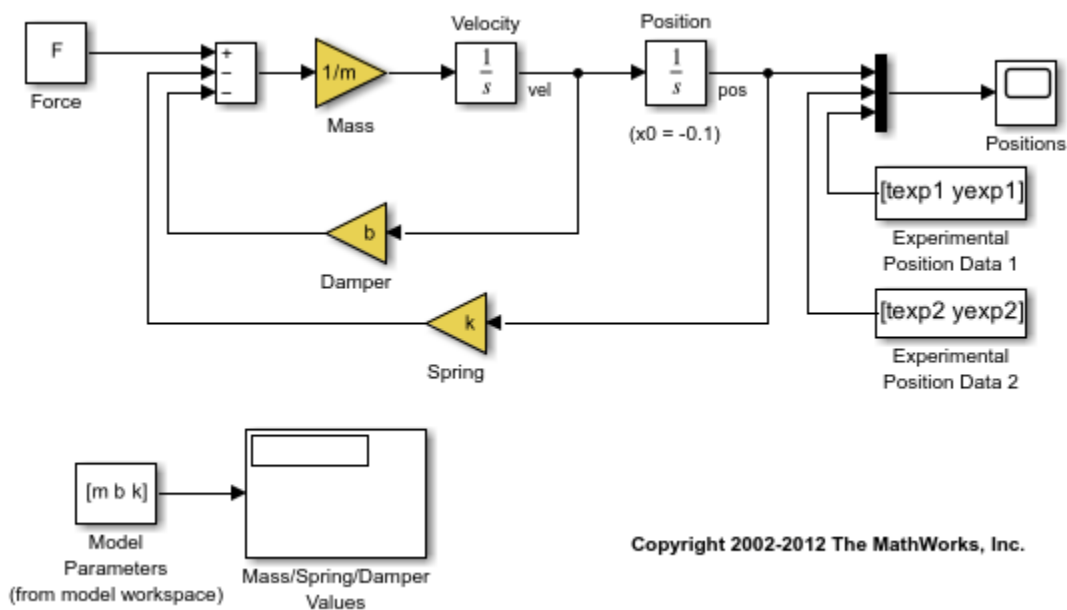 Velocity
Position
F
+
−
−
1/m
1
s
vel
1
s
pos
Force
Mass
(x0 = -0.1)
Positions
[texp1 yexp1]
b
Experimental
Position Data 1
Damper
k
[texp2 yexp2]
Spring
Experimental
Position Data 2
[m b k]
Model
Parameters
(from model workspace)
Mass/Spring/Damper
Values
Copyright 2002-2012 The MathWorks, Inc.